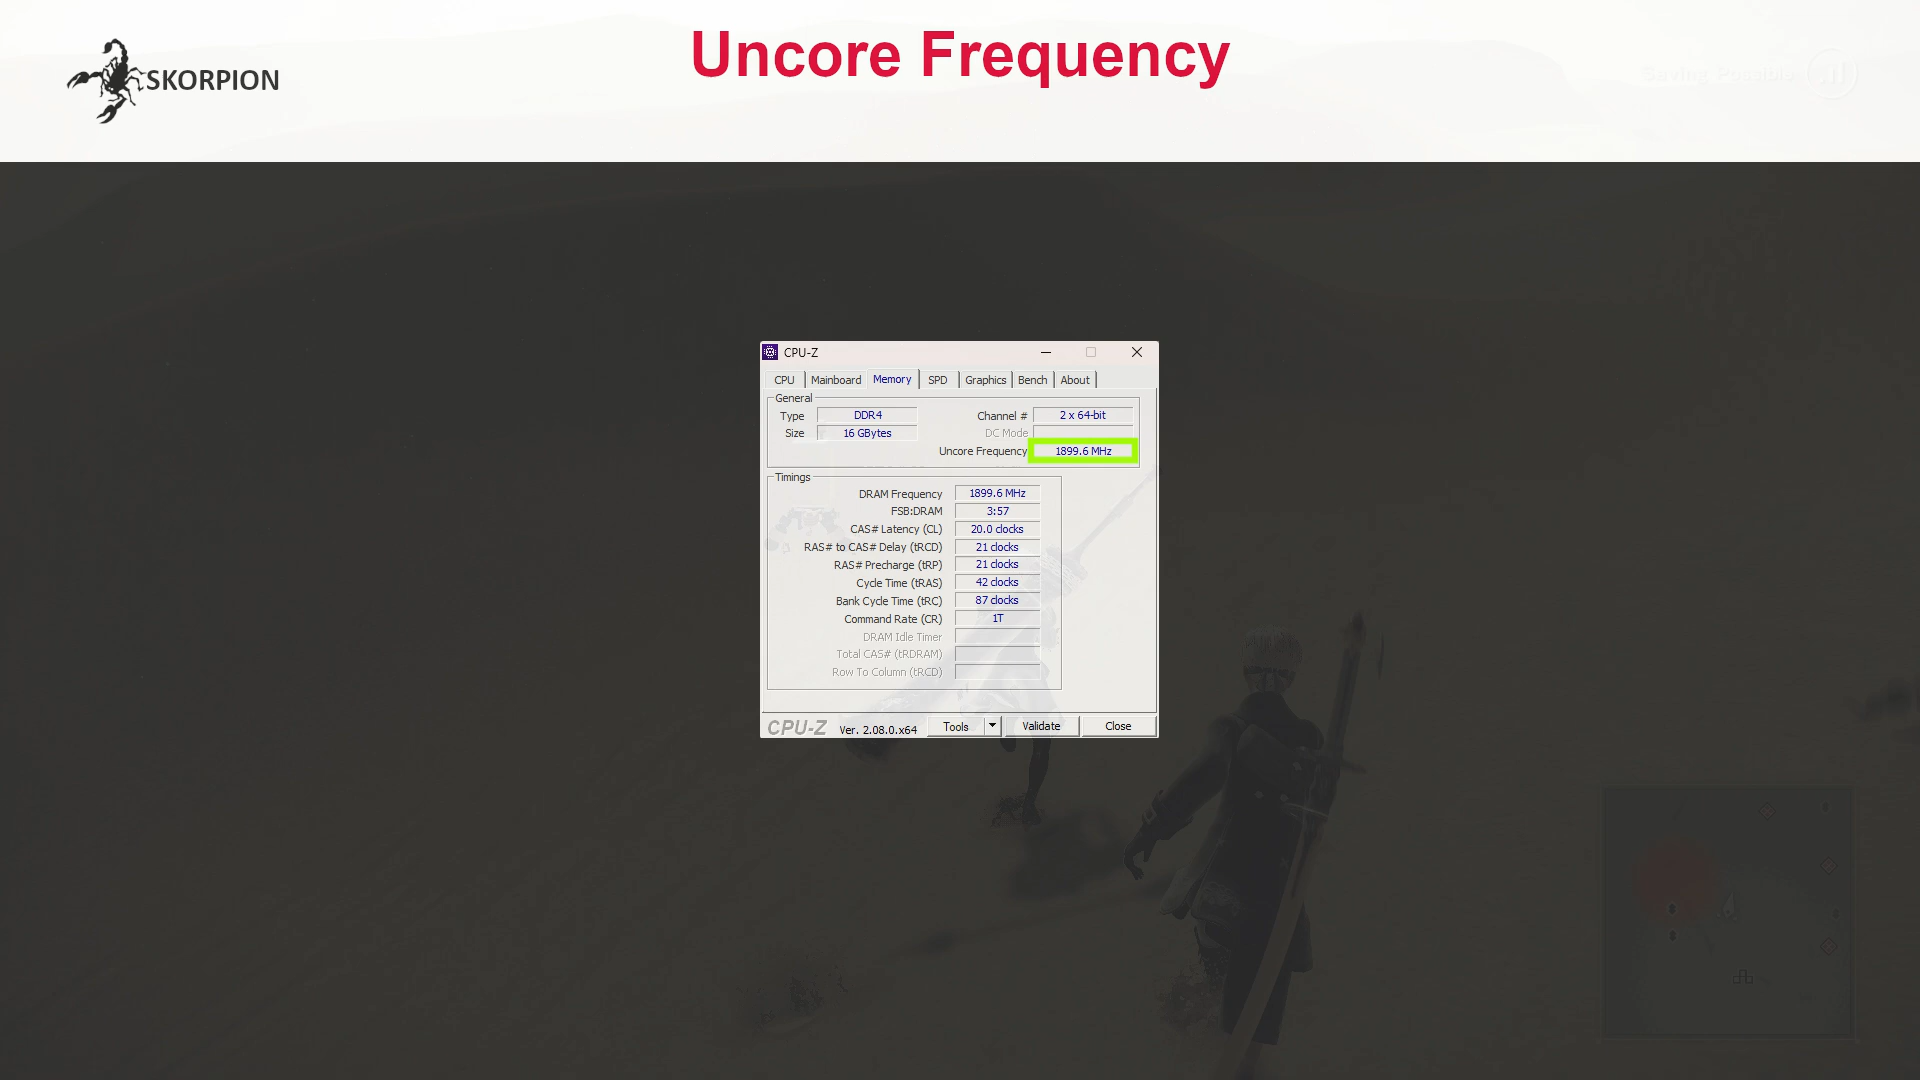 Uncore Frequency
SKORPION
CPU-Z
CPU Mainboard Memory SPD Graphics Bench About
General
Type DDR4 Channel # 2 x 64-bit
Size 16 GBytes DC Mode
Uncore Frequency 1899.6 MHz
Timings
DRAM Frequency 1899.6 MHz
FSB:DRAM 3:57
CAS# Latency (CL) 20.0 clocks
RAS# to CAS# Delay (tRCD) 21 clocks
RAS# Precharge (tRP) 21 clocks
Cycle Time (tRAS) 42 clocks
Bank Cycle Time (tRC) 87 clocks
Command Rate (CR) 1T
DRAM Idle Timer
Total CAS# (tRDRAM)
Row To Column (tRCD)
CPU-Z Ver. 2.08.0.x64 Tools Validate Close